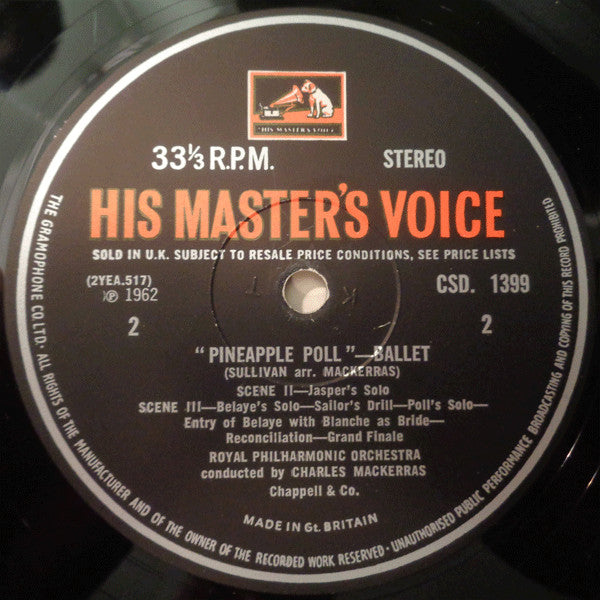 "HIS MASTER'S VOICE"
33⅓ R.P.M. STEREO
HIS MASTER'S VOICE
SOLD IN U.K. SUBJECT TO RESALE PRICE CONDITIONS, SEE PRICE LISTS
(2YEA.517) CSD. 1399
Ⓟ 1962
2 2
"PINEAPPLE POLL"—BALLET
(SULLIVAN arr. MACKERRAS)
SCENE II—Jasper's Solo
SCENE III—Belaye's Solo—Sailor's Drill—Poll's Solo—
Entry of Belaye with Blanche as Bride—
Reconciliation—Grand Finale
ROYAL PHILHARMONIC ORCHESTRA
conducted by CHARLES MACKERRAS
Chappell & Co.
MADE IN Gt. BRITAIN
THE GRAMOPHONE CO. LTD. · ALL RIGHTS OF THE MANUFACTURER AND OF THE OWNER OF THE RECORDED WORK RESERVED · UNAUTHORISED PUBLIC PERFORMANCE BROADCASTING AND COPYING OF THIS RECORD PROHIBITED
K T